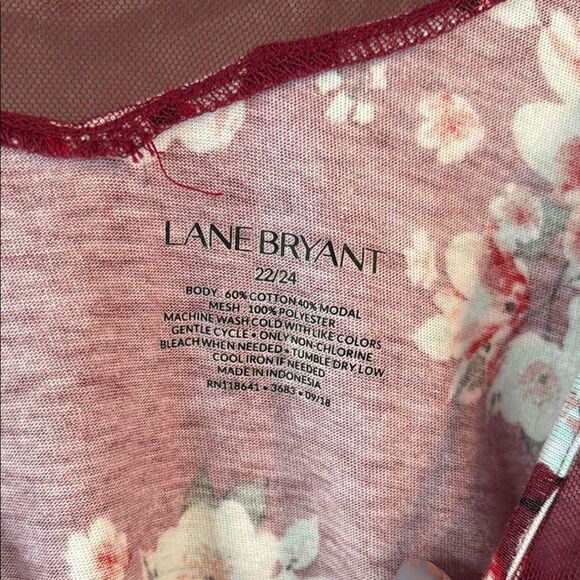 LANE BRYANT
22/24
BODY • 60% COTTON 40% MODAL
MESH • 100% POLYESTER
MACHINE WASH COLD WITH LIKE COLORS
GENTLE CYCLE • ONLY NON-CHLORINE
BLEACH WHEN NEEDED • TUMBLE DRY LOW
COOL IRON IF NEEDED
MADE IN INDONESIA
RN118641 • 3683 • 09/18